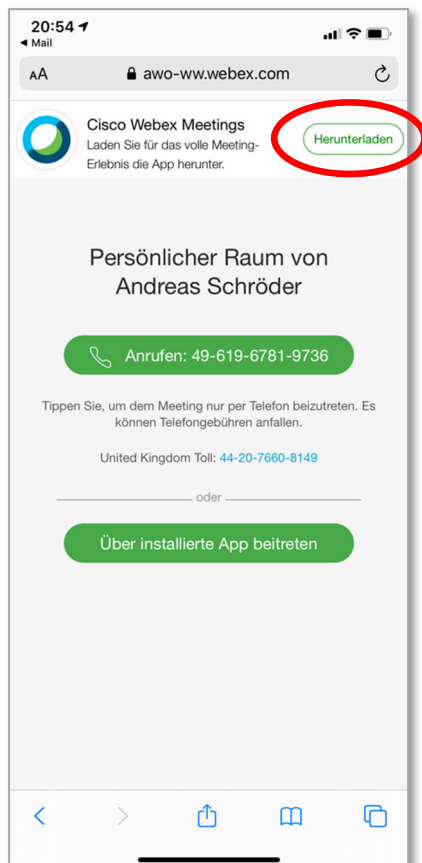 20:54
◀ Mail
AA awo-ww.webex.com
Cisco Webex Meetings
Laden Sie für das volle Meeting-
Erlebnis die App herunter.
Herunterladen
Persönlicher Raum von
Andreas Schröder
Anrufen: 49-619-6781-9736
Tippen Sie, um dem Meeting nur per Telefon beizutreten. Es
können Telefongebühren anfallen.
United Kingdom Toll: 44-20-7660-8149
oder
Über installierte App beitreten